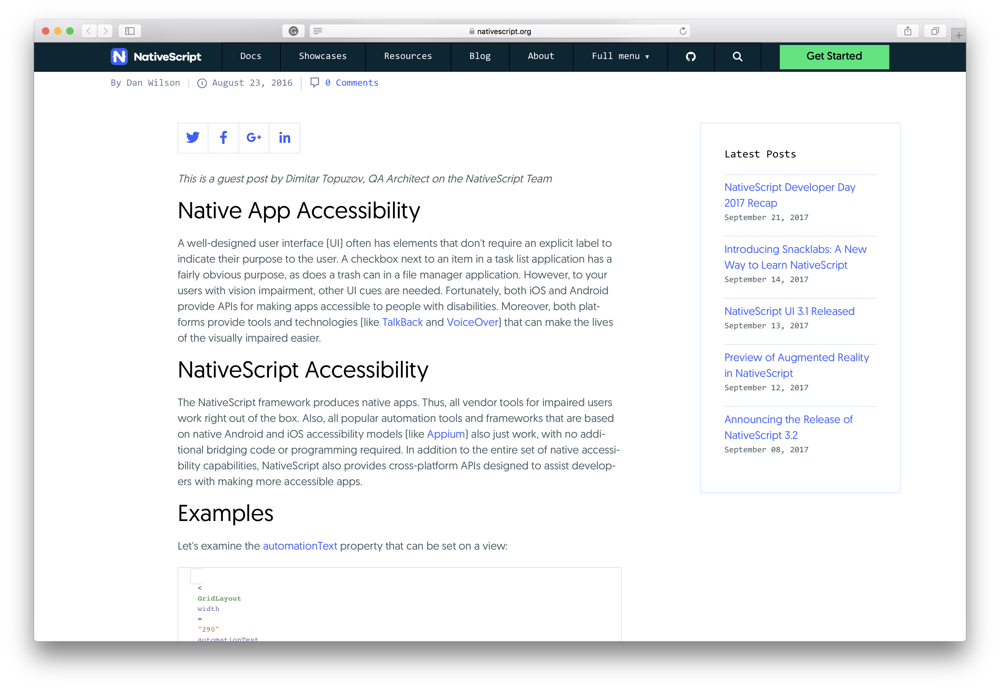 nativescript.org
NativeScript
Docs
Showcases
Resources
Blog
About
Full menu ▾
Get Started
By Dan Wilson
August 23, 2016
0 Comments
This is a guest post by Dimitar Topuzov, QA Architect on the NativeScript Team
Native App Accessibility
A well-designed user interface (UI) often has elements that don't require an explicit label to
indicate their purpose to the user. A checkbox next to an item in a task list application has a
fairly obvious purpose, as does a trash can in a file manager application. However, to your
users with vision impairment, other UI cues are needed. Fortunately, both iOS and Android
provide APIs for making apps accessible to people with disabilities. Moreover, both plat-
forms provide tools and technologies (like TalkBack and VoiceOver) that can make the lives
of the visually impaired easier.
NativeScript Accessibility
The NativeScript framework produces native apps. Thus, all vendor tools for impaired users
work right out of the box. Also, all popular automation tools and frameworks that are based
on native Android and iOS accessibility models (like Appium) also just work, with no addi-
tional bridging code or programming required. In addition to the entire set of native accessi-
bility capabilities, NativeScript also provides cross-platform APIs designed to assist develop-
ers with making more accessible apps.
Examples
Let's examine the automationText property that can be set on a view:
<
GridLayout
width
=
"290"
automationText
Latest Posts
NativeScript Developer Day
2017 Recap
September 21, 2017
Introducing Snacklabs: A New
Way to Learn NativeScript
September 14, 2017
NativeScript UI 3.1 Released
September 13, 2017
Preview of Augmented Reality
in NativeScript
September 12, 2017
Announcing the Release of
NativeScript 3.2
September 08, 2017